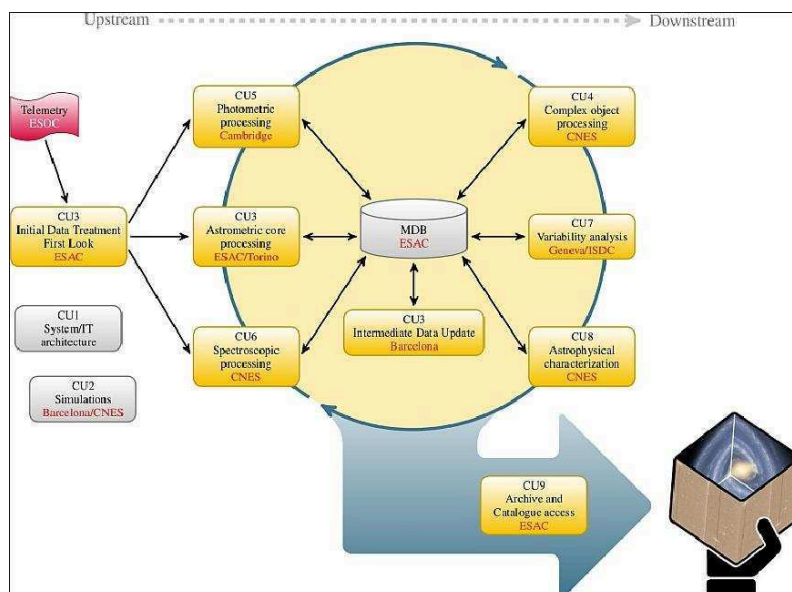 Upstream
Downstream
Telemetry
ESOC
CU5
Photometric
processing
Cambridge
CU4
Complex object
processing
CNES
CU3
Initial Data Treatment
First Look
ESAC
CU3
Astrometric core
processing
ESAC/Torino
MDB
ESAC
CU7
Variability analysis
Geneva/ISDC
CU1
System/IT
architecture
CU6
Spectroscopic
processing
CNES
CU3
Intermediate Data Update
Barcelona
CU8
Astrophysical
characterization
CNES
CU2
Simulations
Barcelona/CNES
CU9
Archive and
Catalogue access
ESAC